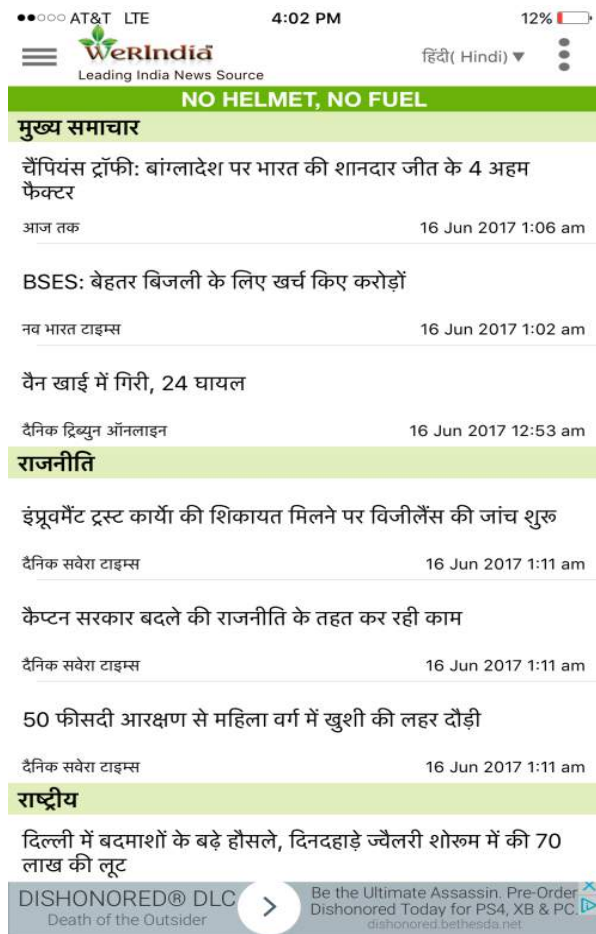 AT&T LTE 4:02 PM 12%
WeRIndia
Leading India News Source
हिंदी( Hindi) ▼
NO HELMET, NO FUEL
मुख्य समाचार
चैंपियंस ट्रॉफी: बांग्लादेश पर भारत की शानदार जीत के 4 अहम
फैक्टर
आज तक 16 Jun 2017 1:06 am
BSES: बेहतर बिजली के लिए खर्च किए करोड़ों
नव भारत टाइम्स 16 Jun 2017 1:02 am
वैन खाई में गिरी, 24 घायल
दैनिक ट्रिब्युन ऑनलाइन 16 Jun 2017 12:53 am
राजनीति
इंप्रूवमैंट ट्रस्ट कार्याे की शिकायत मिलने पर विजीलैंस की जांच शुरू
दैनिक सवेरा टाइम्स 16 Jun 2017 1:11 am
कैप्टन सरकार बदले की राजनीति के तहत कर रही काम
दैनिक सवेरा टाइम्स 16 Jun 2017 1:11 am
50 फीसदी आरक्षण से महिला वर्ग में खुशी की लहर दौड़ी
दैनिक सवेरा टाइम्स 16 Jun 2017 1:11 am
राष्ट्रीय
दिल्ली में बदमाशों के बढ़े हौसले, दिनदहाड़े ज्वैलरी शोरूम में की 70
लाख की लूट
DISHONORED® DLC
Death of the Outsider
Be the Ultimate Assassin. Pre-Order
Dishonored Today for PS4, XB & PC.
dishonored.bethesda.net